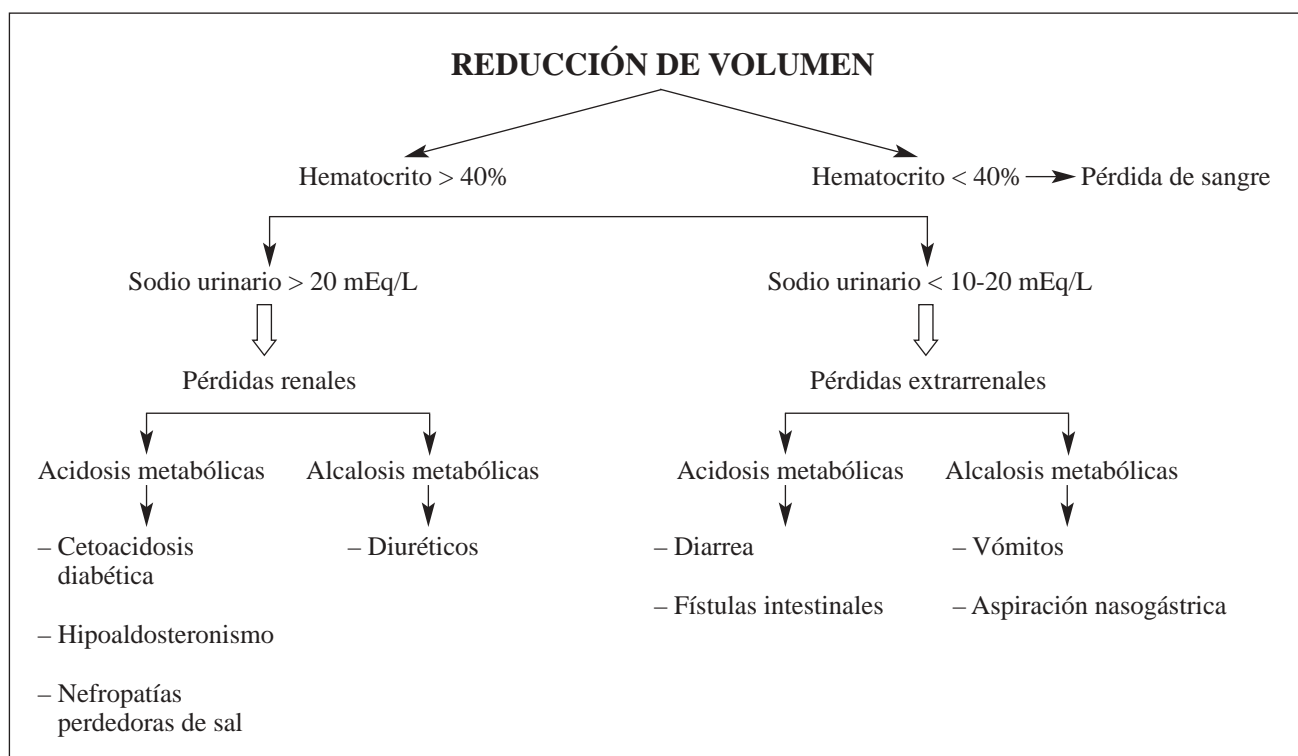 REDUCCIÓN DE VOLUMEN
Hematocrito > 40%
Hematocrito < 40%
Pérdida de sangre
Sodio urinario > 20 mEq/L
Sodio urinario < 10-20 mEq/L
Pérdidas renales
Pérdidas extrarrenales
Acidosis metabólicas
Alcalosis metabólicas
Acidosis metabólicas
Alcalosis metabólicas
– Cetoacidosis
diabética
– Hipoaldosteronismo
– Nefropatías
perdedoras de sal
– Diuréticos
– Diarrea
– Fístulas intestinales
– Vómitos
– Aspiración nasogástrica